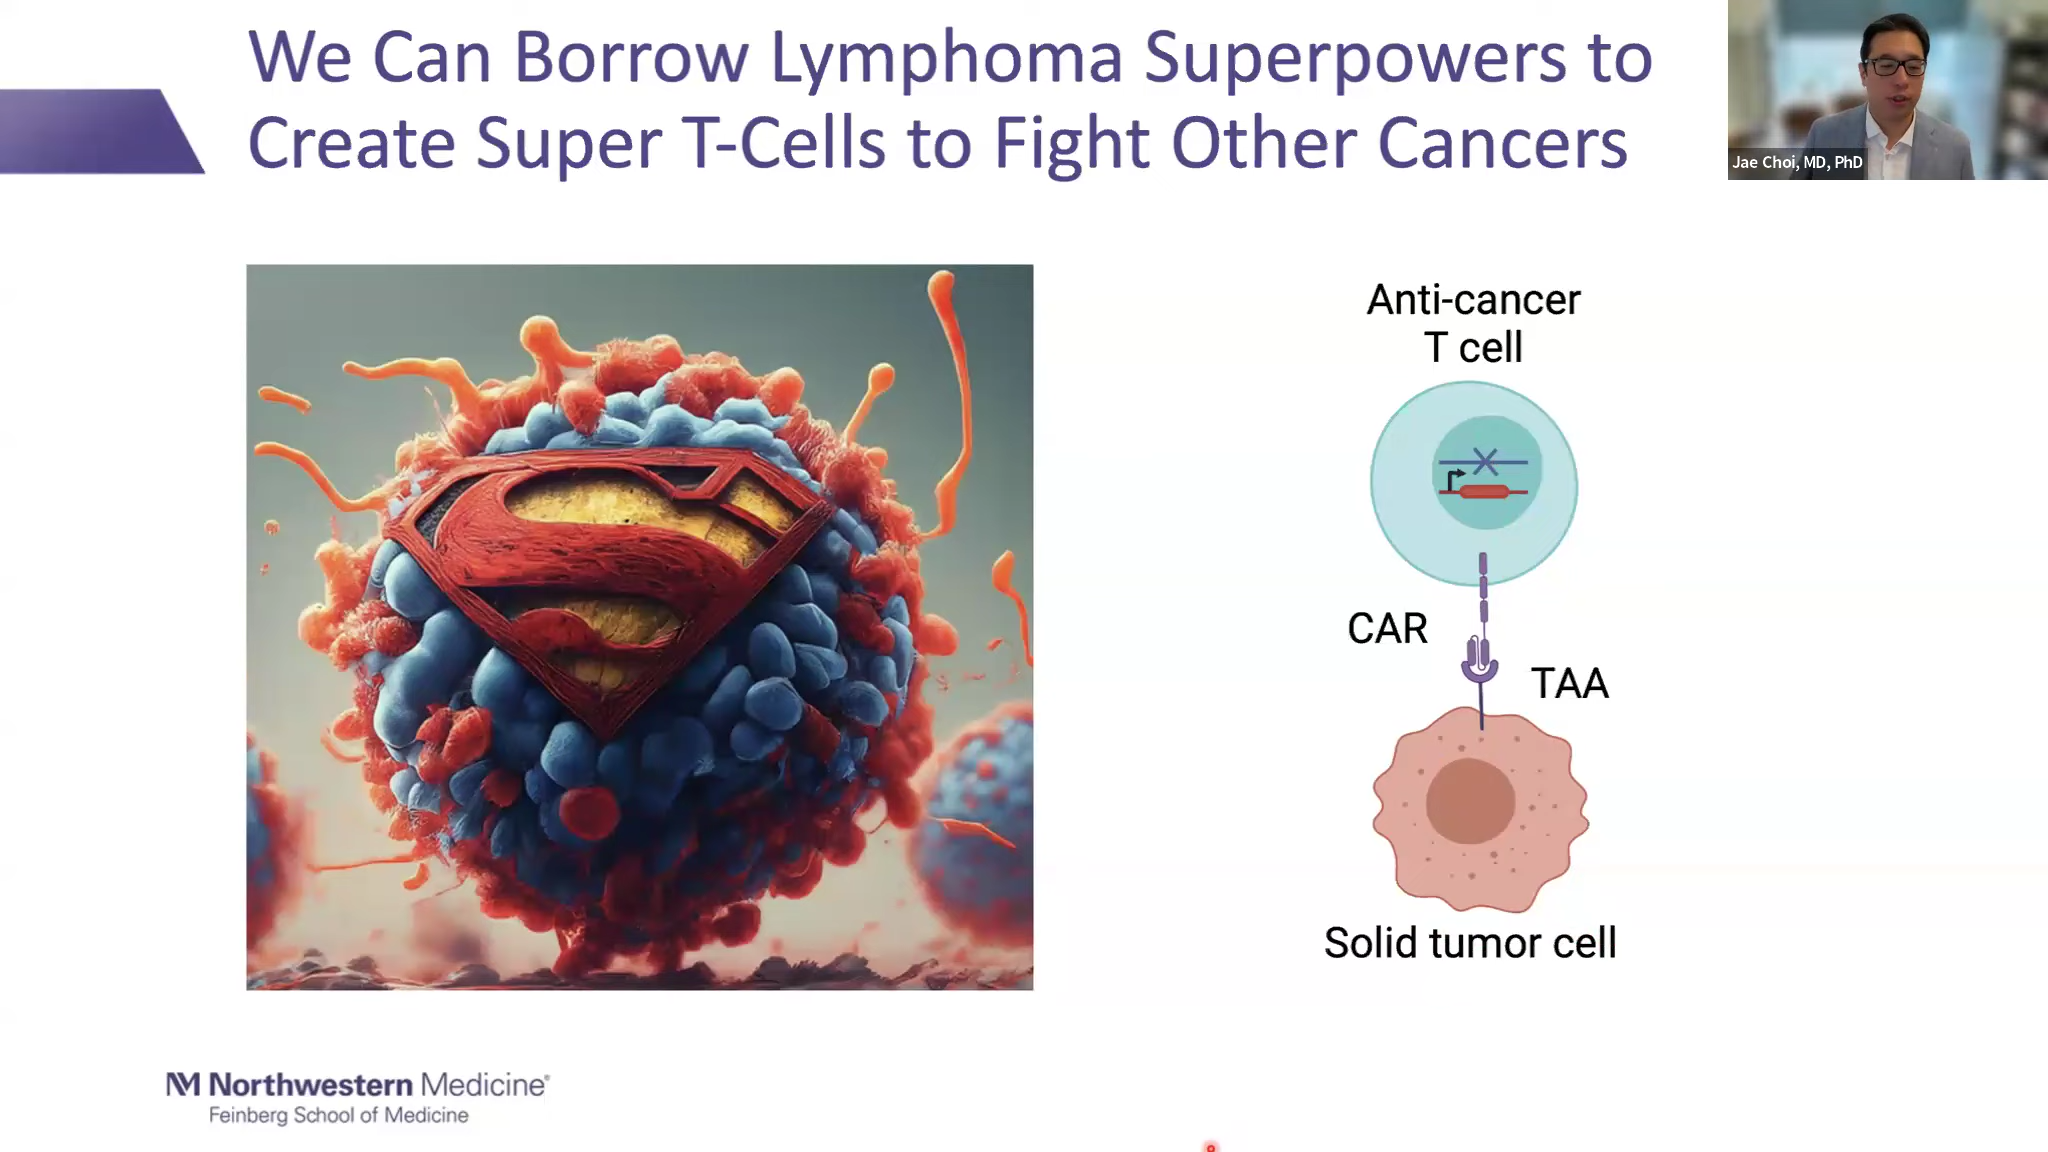 We Can Borrow Lymphoma Superpowers to
Create Super T-Cells to Fight Other Cancers
Jae Choi, MD, PhD
Anti-cancer
T cell
CAR
TAA
Solid tumor cell
NM Northwestern Medicine®
Feinberg School of Medicine